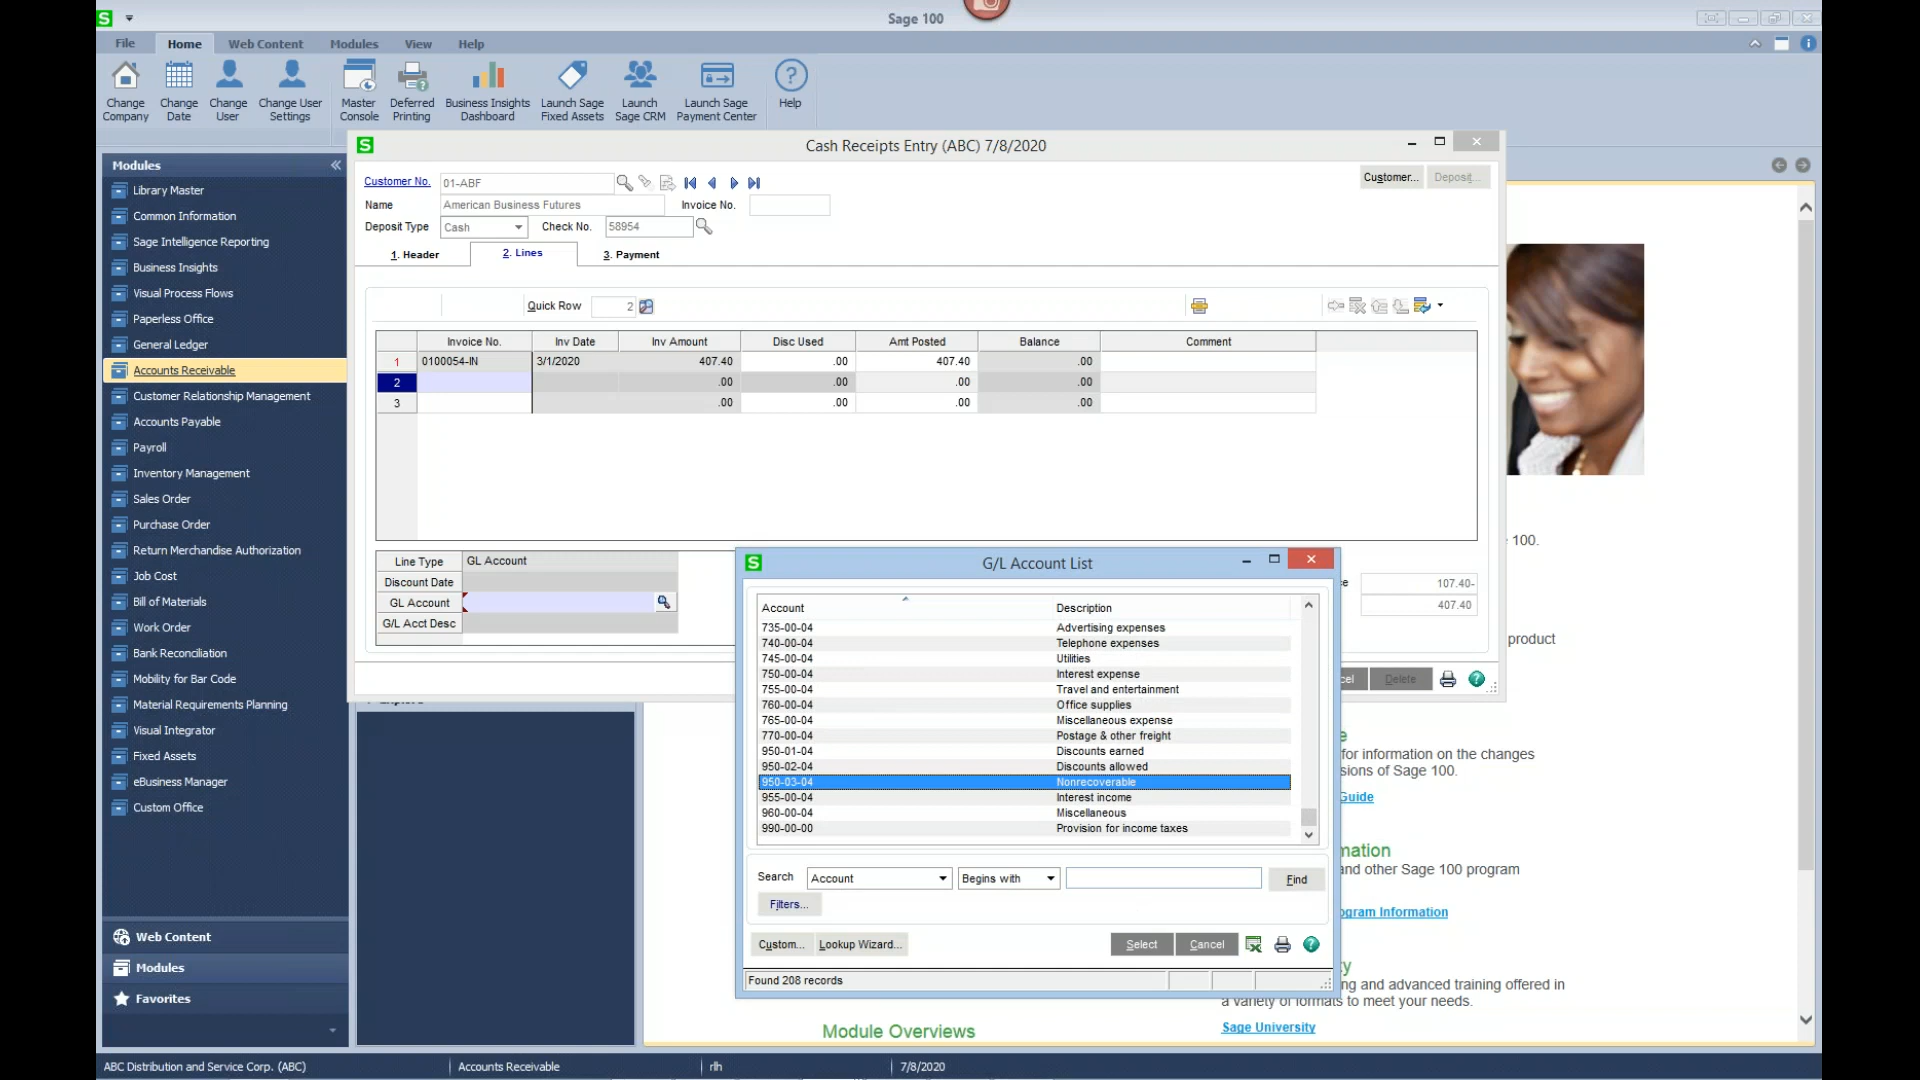 Sage 100
File Home Web Content Modules View Help
Change Company
Change Date
Change User
Change User Settings
Master Console
Deferred Printing
Business Insights Dashboard
Launch Sage Fixed Assets
Launch Sage CRM
Launch Sage Payment Center
Help
Modules
Library Master
Common Information
Sage Intelligence Reporting
Business Insights
Visual Process Flows
Paperless Office
General Ledger
Accounts Receivable
Customer Relationship Management
Accounts Payable
Payroll
Inventory Management
Sales Order
Purchase Order
Return Merchandise Authorization
Job Cost
Bill of Materials
Work Order
Bank Reconciliation
Mobility for Bar Code
Material Requirements Planning
Visual Integrator
Fixed Assets
eBusiness Manager
Custom Office
Web Content
Modules
Favorites
Cash Receipts Entry (ABC) 7/8/2020
Customer No. 01-ABF
Customer... Deposit...
Name American Business Futures Invoice No.
Deposit Type Cash Check No. 58954
1. Header 2. Lines 3. Payment
Quick Row 2
Invoice No. Inv Date Inv Amount Disc Used Amt Posted Balance Comment
1 0100054-IN 3/1/2020 407.40 .00 407.40 .00
2 .00 .00 .00 .00
3 .00 .00 .00 .00
Line Type GL Account
Discount Date
GL Account
G/L Acct Desc
107.40-
407.40
Delete
G/L Account List
Account Description
735-00-04 Advertising expenses
740-00-04 Telephone expenses
745-00-04 Utilities
750-00-04 Interest expense
755-00-04 Travel and entertainment
760-00-04 Office supplies
765-00-04 Miscellaneous expense
770-00-04 Postage & other freight
950-01-04 Discounts earned
950-02-04 Discounts allowed
950-03-04 Nonrecoverable
955-00-04 Interest income
960-00-04 Miscellaneous
990-00-00 Provision for income taxes
Search Account Begins with Find
Filters...
Custom... Lookup Wizard... Select Cancel
Found 208 records
100.
product
for information on the changes
sions of Sage 100.
Guide
mation
and other Sage 100 program
ogram Information
ng and advanced training offered in
a variety of formats to meet your needs.
Sage University
Module Overviews
ABC Distribution and Service Corp. (ABC) Accounts Receivable rlh 7/8/2020